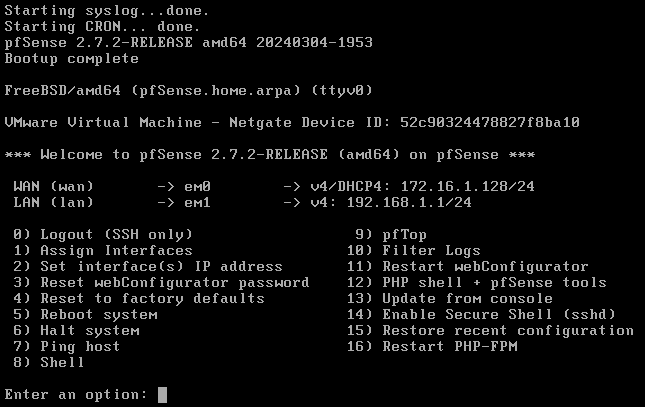 Starting syslog...done.
Starting CRON... done.
pfSense 2.7.2-RELEASE amd64 20240304-1953
Bootup complete
FreeBSD/amd64 (pfSense.home.arpa) (ttyv0)
VMware Virtual Machine - Netgate Device ID: 52c90324478827f8ba10
*** Welcome to pfSense 2.7.2-RELEASE (amd64) on pfSense ***
WAN (wan) -> em0 -> v4/DHCP4: 172.16.1.128/24
LAN (lan) -> em1 -> v4: 192.168.1.1/24
0) Logout (SSH only) 9) pfTop
1) Assign Interfaces 10) Filter Logs
2) Set interface(s) IP address 11) Restart webConfigurator
3) Reset webConfigurator password 12) PHP shell + pfSense tools
4) Reset to factory defaults 13) Update from console
5) Reboot system 14) Enable Secure Shell (sshd)
6) Halt system 15) Restore recent configuration
7) Ping host 16) Restart PHP-FPM
8) Shell
Enter an option: